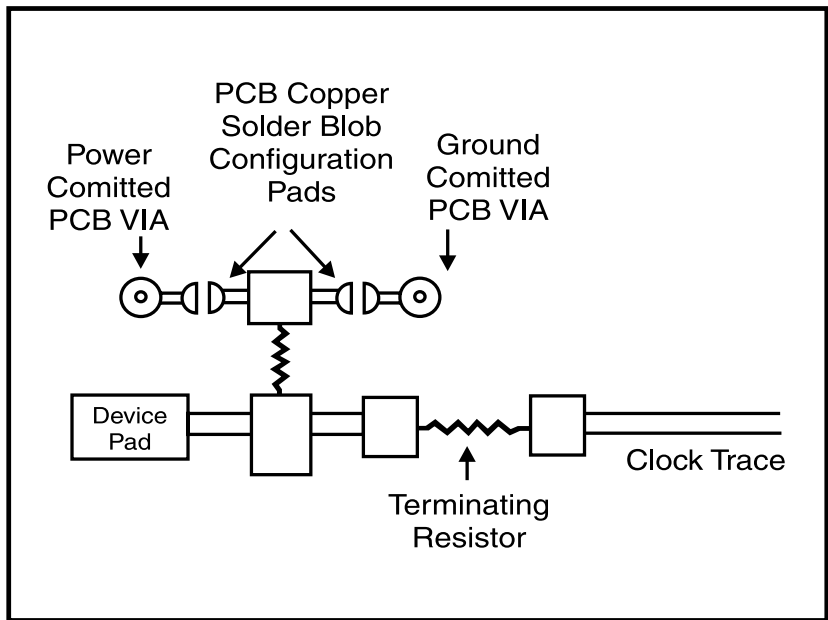 PCB Copper
Solder Blob
Configuration
Pads
Power
Comitted
PCB VIA
Ground
Comitted
PCB VIA
Device
Pad
Clock Trace
Terminating
Resistor